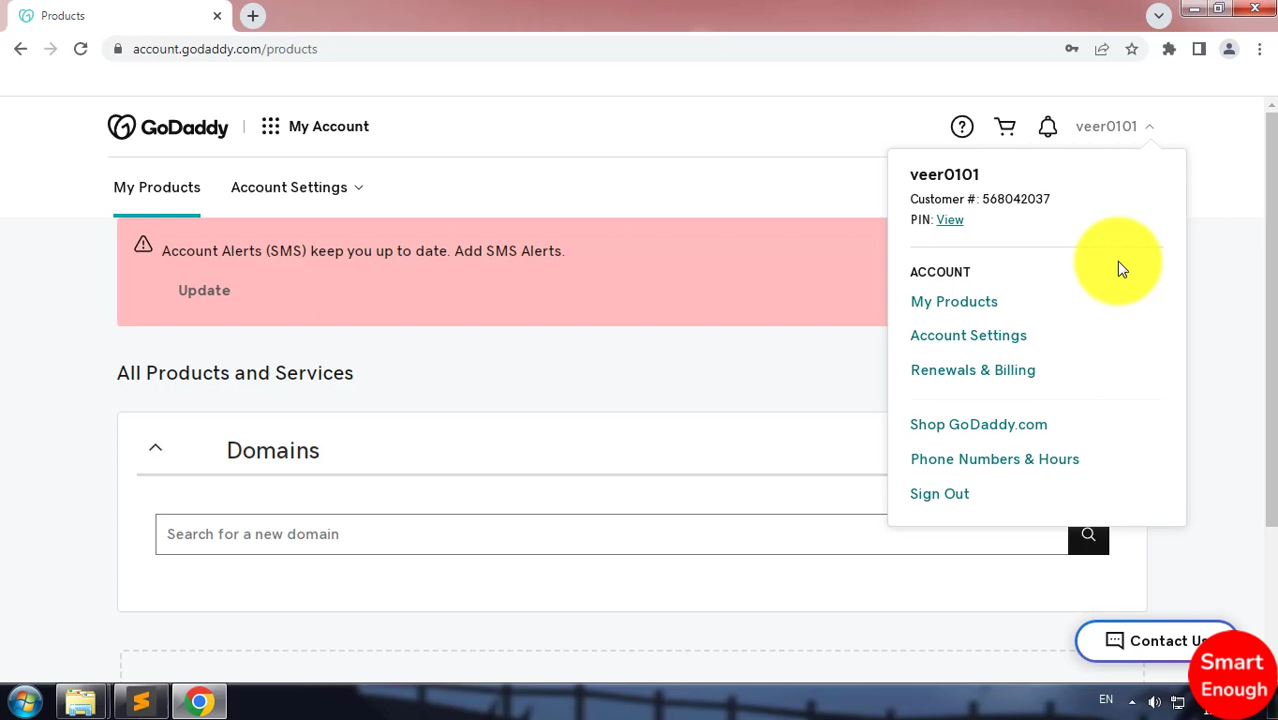 Products
account.godaddy.com/products
GoDaddy
My Account
veer0101
My Products
Account Settings
veer0101
Customer #: 568042037
PIN: View
Account Alerts (SMS) keep you up to date. Add SMS Alerts.
Update
ACCOUNT
My Products
Account Settings
Renewals & Billing
Shop GoDaddy.com
Phone Numbers & Hours
Sign Out
All Products and Services
Domains
Search for a new domain
Contact Us
Smart
Enough
EN